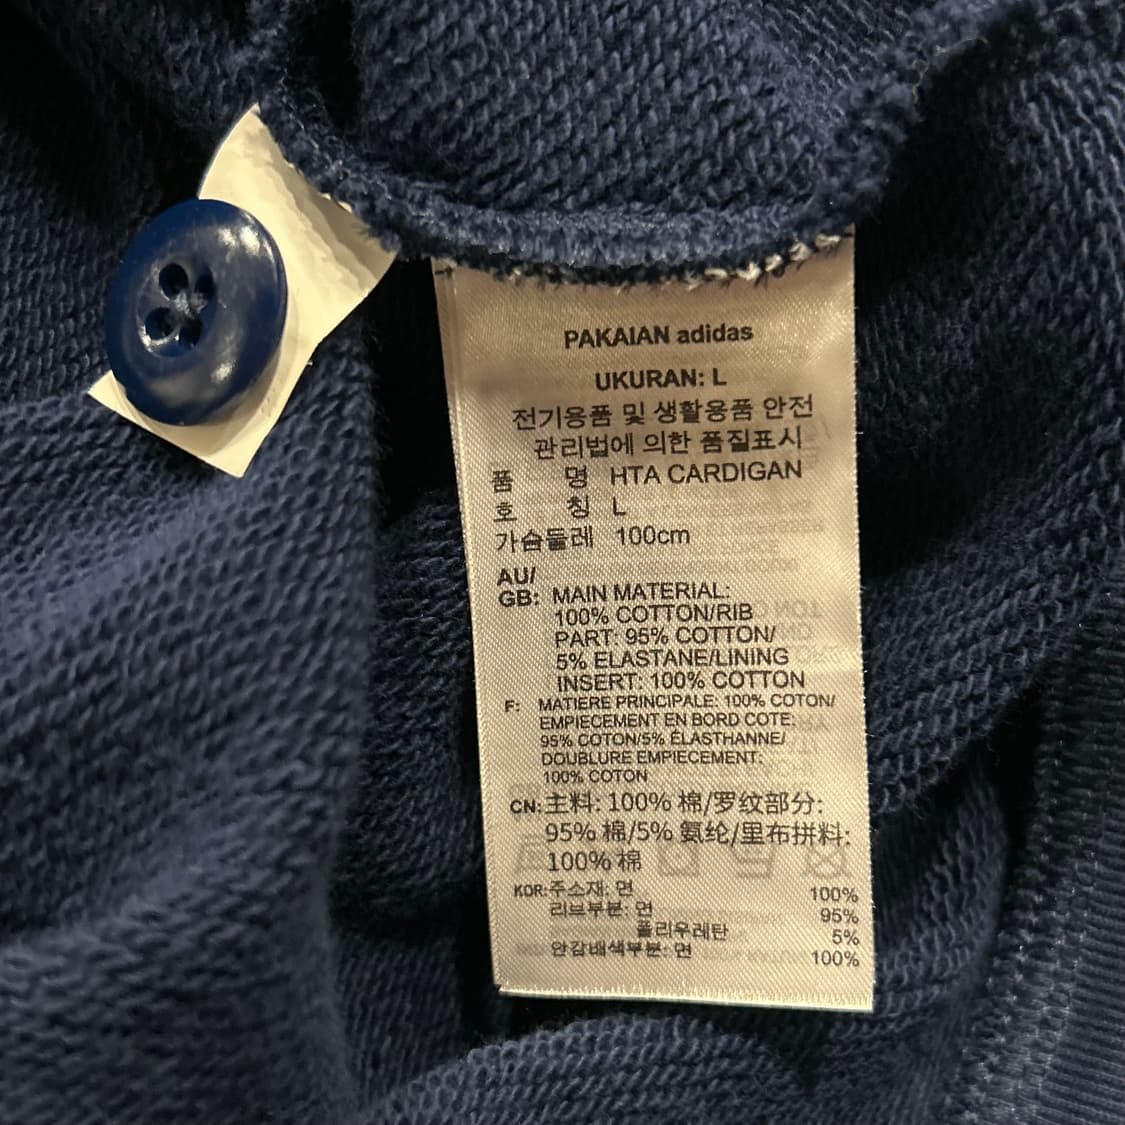 PAKAIAN adidas
UKURAN: L
전기용품 및 생활용품 안전
관리법에 의한 품질표시
품 명 HTA CARDIGAN
호 칭 L
가슴둘레 100cm
AU/
GB: MAIN MATERIAL:
100% COTTON/RIB
PART: 95% COTTON/
5% ELASTANE/LINING
INSERT: 100% COTTON
F: MATIERE PRINCIPALE: 100% COTON/
EMPIECEMENT EN BORD COTE:
95% COTON/5% ÉLASTHANNE/
DOUBLURE EMPIECEMENT:
100% COTON
CN: 主料: 100% 棉/罗纹部分:
95% 棉/5% 氨纶/里布拼料:
100% 棉
KOR: 주소재: 면 100%
리브부분: 면 95%
폴리우레탄 5%
안감배색부분: 면 100%